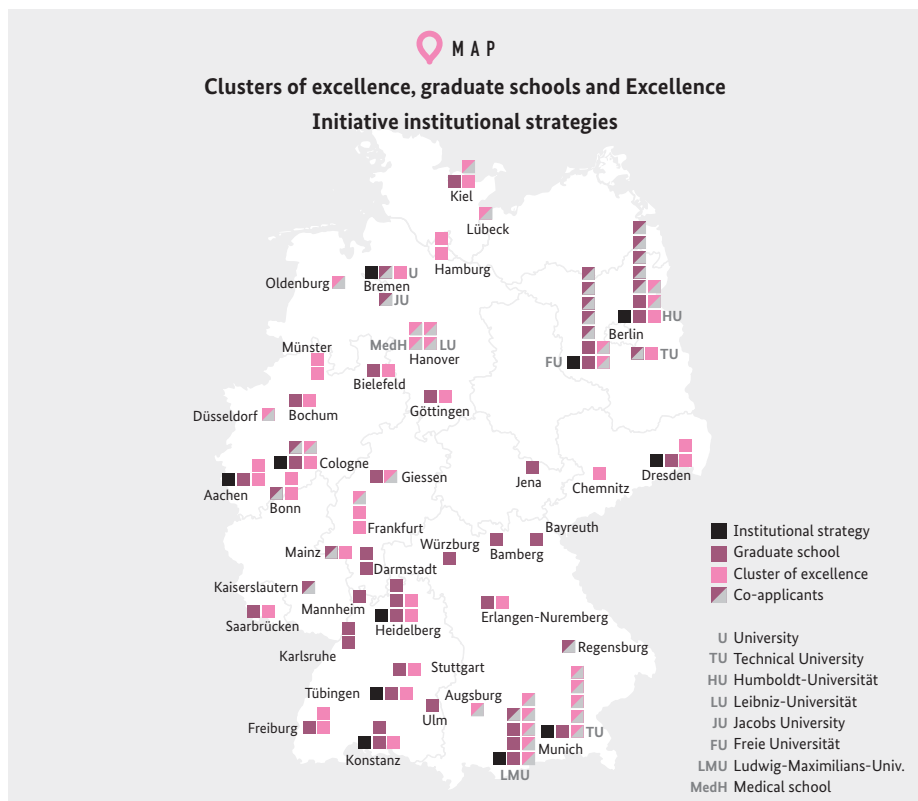 MAP
Clusters of excellence, graduate schools and Excellence
Initiative institutional strategies
Kiel
Lübeck
Hamburg
Oldenburg
Bremen
U
JU
HU
Berlin
TU
FU
MedH
LU
Hanover
Münster
Bielefeld
Göttingen
Düsseldorf
Bochum
Cologne
Aachen
Bonn
Giessen
Jena
Chemnitz
Dresden
Frankfurt
Mainz
Darmstadt
Würzburg
Bamberg
Bayreuth
Kaiserslautern
Mannheim
Saarbrücken
Heidelberg
Erlangen-Nuremberg
Karlsruhe
Regensburg
Stuttgart
Tübingen
Augsburg
Ulm
Freiburg
Konstanz
Munich
TU
LMU
Institutional strategy
Graduate school
Cluster of excellence
Co-applicants
U University
TU Technical University
HU Humboldt-Universität
LU Leibniz-Universität
JU Jacobs University
FU Freie Universität
LMU Ludwig-Maximilians-Univ.
MedH Medical school